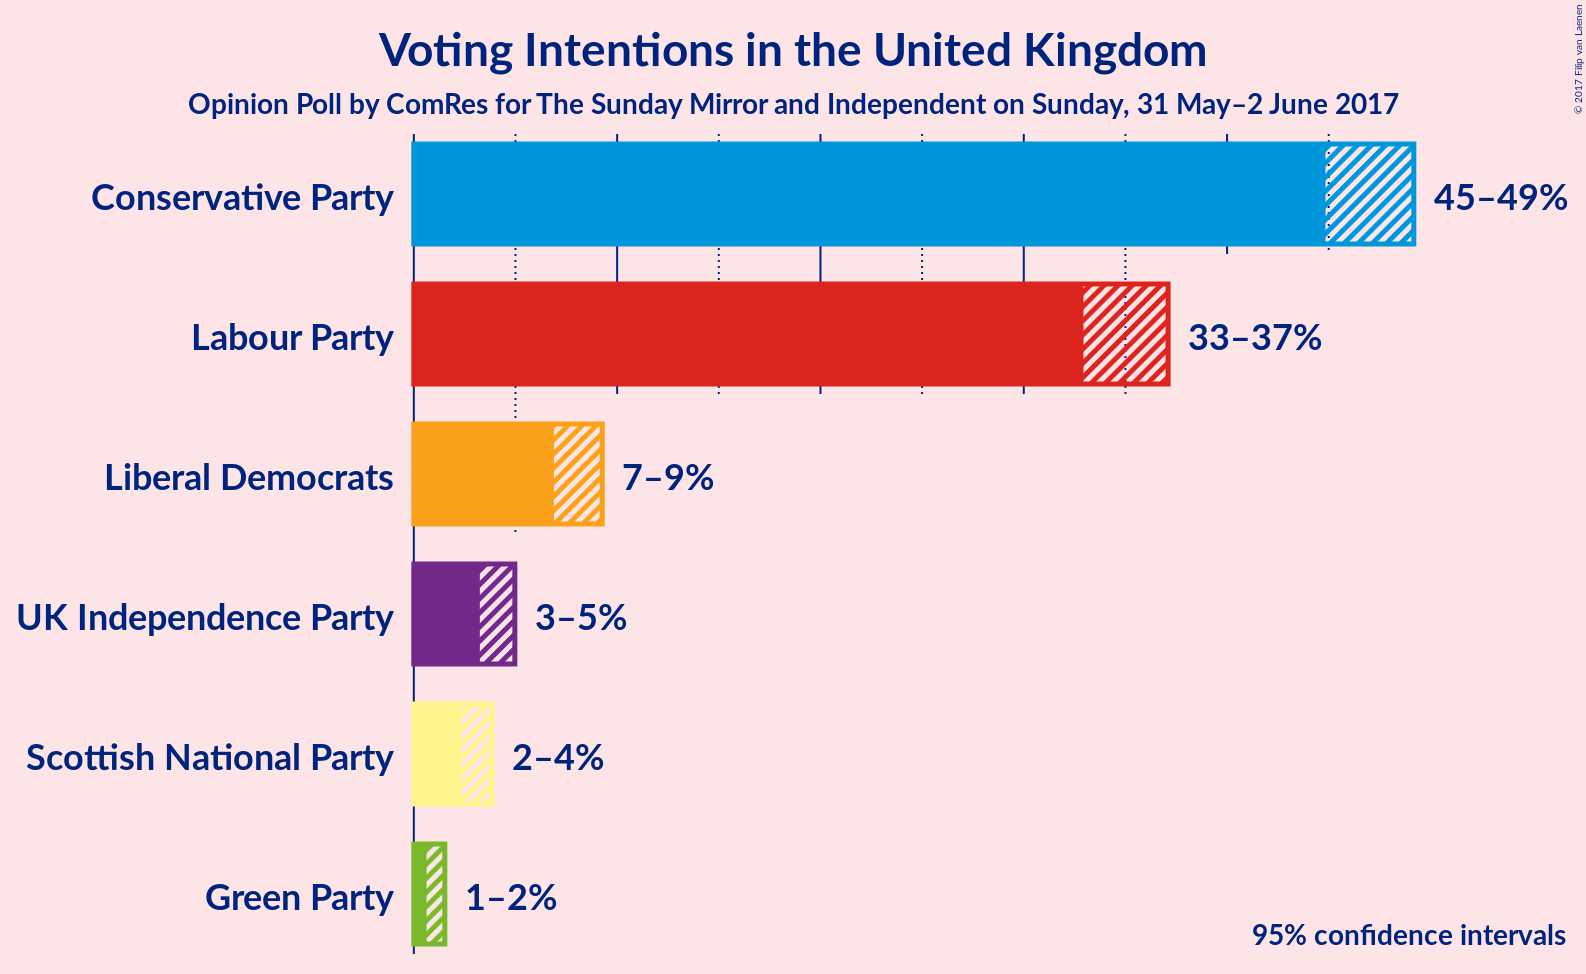 Voting Intentions in the United Kingdom
Opinion Poll by ComRes for The Sunday Mirror and Independent on Sunday, 31 May–2 June 2017
© 2017 Filip van Laenen
Conservative Party
45–49%
Labour Party
33–37%
Liberal Democrats
7–9%
UK Independence Party
3–5%
Scottish National Party
2–4%
Green Party
1–2%
95% confidence intervals